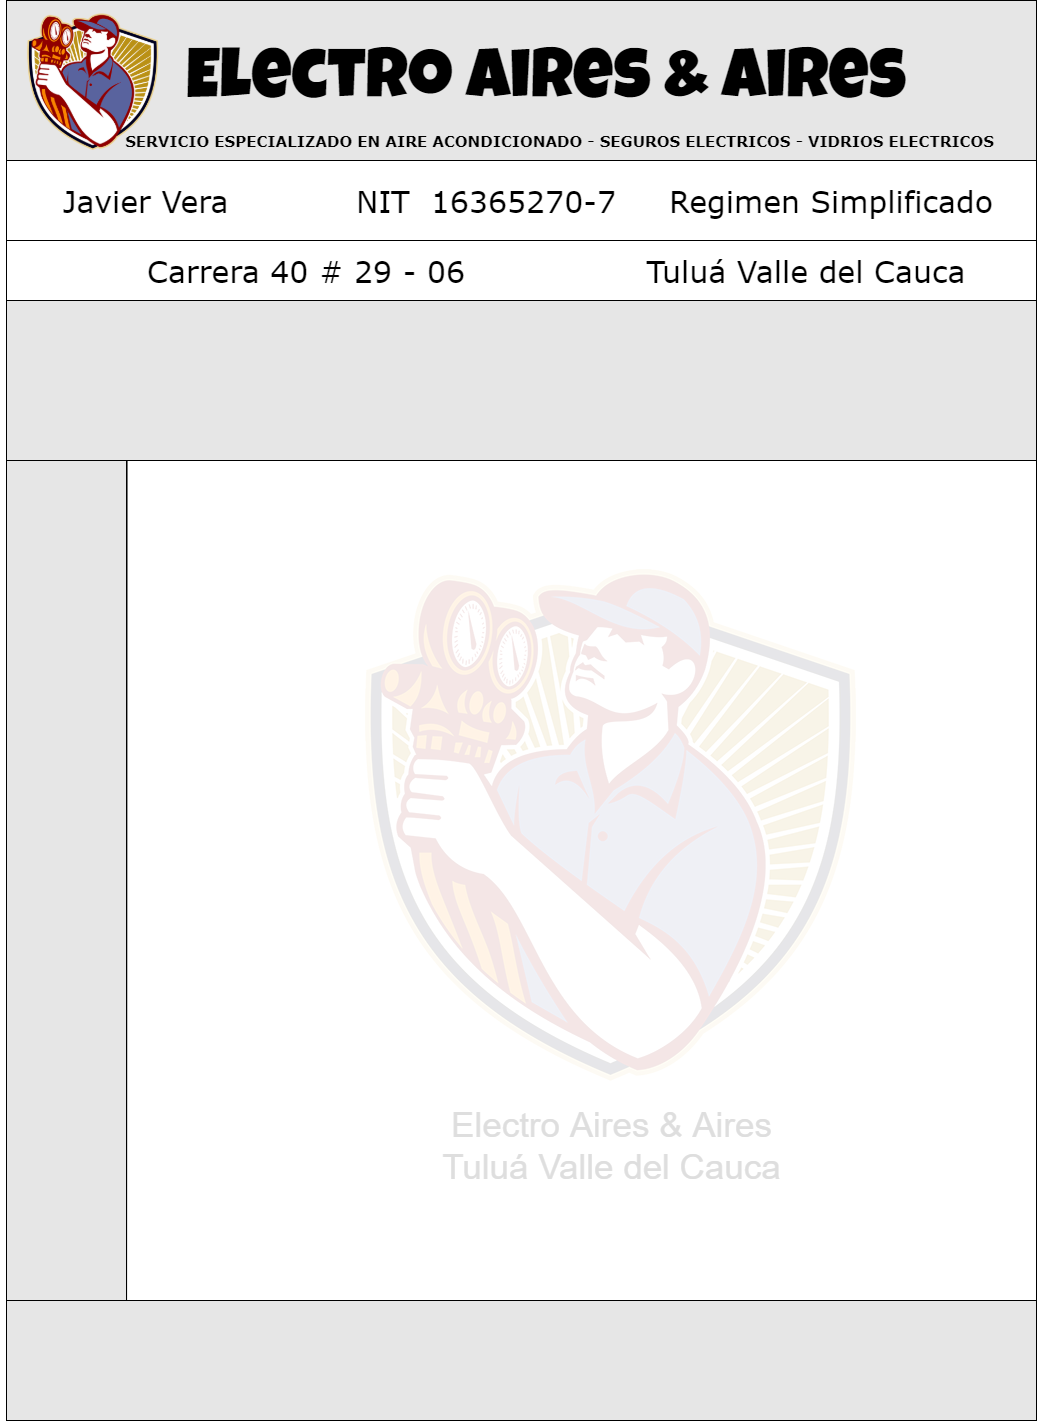 Electro Aires & Aires
SERVICIO ESPECIALIZADO EN AIRE ACONDICIONADO - SEGUROS ELECTRICOS - VIDRIOS ELECTRICOS
Javier Vera NIT 16365270-7 Regimen Simplificado
Carrera 40 # 29 - 06 Tuluá Valle del Cauca
Electro Aires & Aires
Tuluá Valle del Cauca